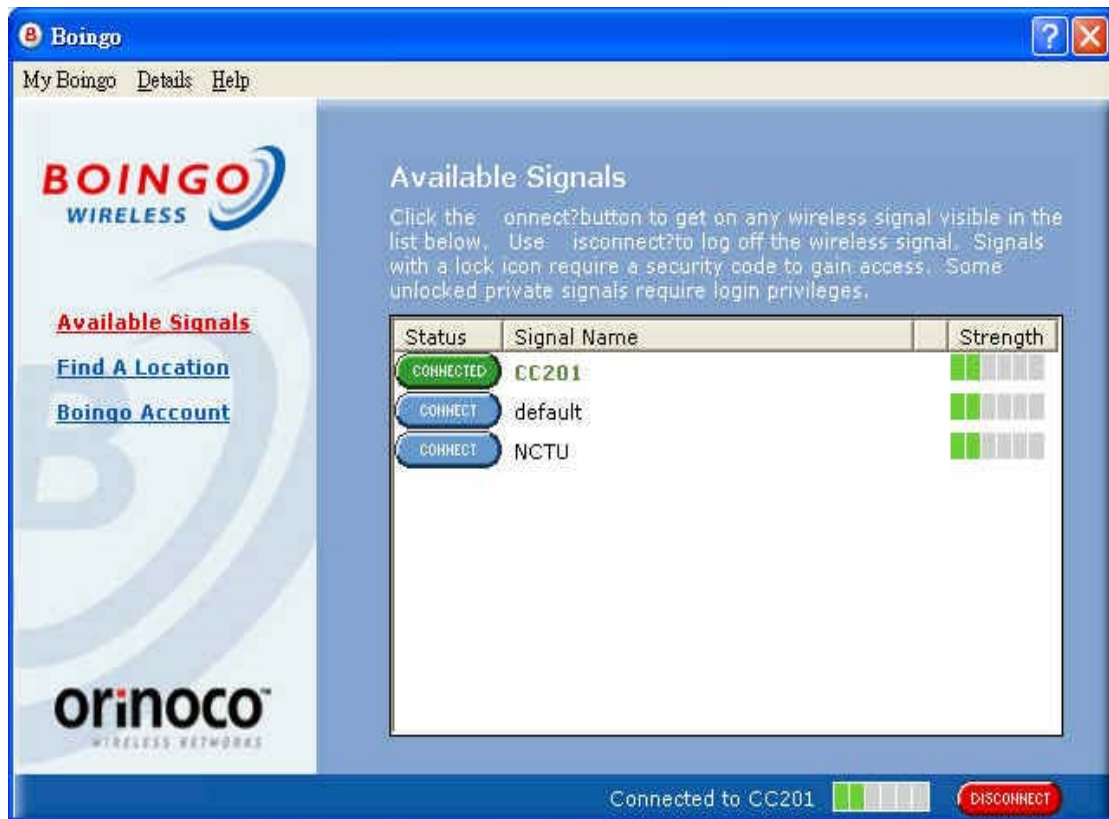 B Boingo
?
My Boingo Details Help
BOINGO
WIRELESS
Available Signals
Find A Location
Boingo Account
B
orinoco™
WIRELESS NETWORKS
Available Signals
Click the onnect?button to get on any wireless signal visible in the
list below. Use isconnect?to log off the wireless signal. Signals
with a lock icon require a security code to gain access. Some
unlocked private signals require login privileges.
Status Signal Name Strength
CONNECTED CC201
CONNECT default
CONNECT NCTU
Connected to CC201 DISCONNECT